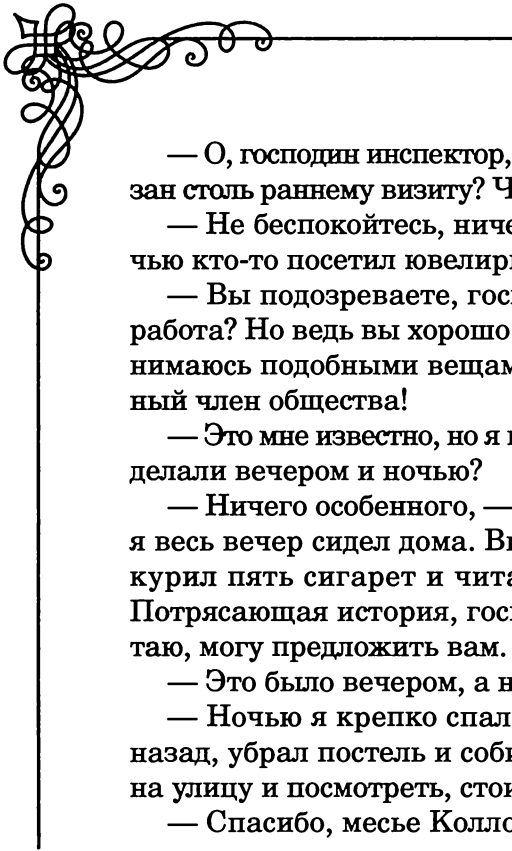 — О, господин инспектор,
зан столь раннему визиту? Ч
— Не беспокойтесь, ниче
чью кто-то посетил ювелир
— Вы подозреваете, гос
работа? Но ведь вы хорошо
нимаюсь подобными вещам
ный член общества!
— Это мне известно, но я
делали вечером и ночью?
— Ничего особенного, —
я весь вечер сидел дома. Вы
курил пять сигарет и чита
Потрясающая история, гос
таю, могу предложить вам.
— Это было вечером, а н
— Ночью я крепко спал
назад, убрал постель и соби
на улицу и посмотреть, стои
— Спасибо, месье Колло